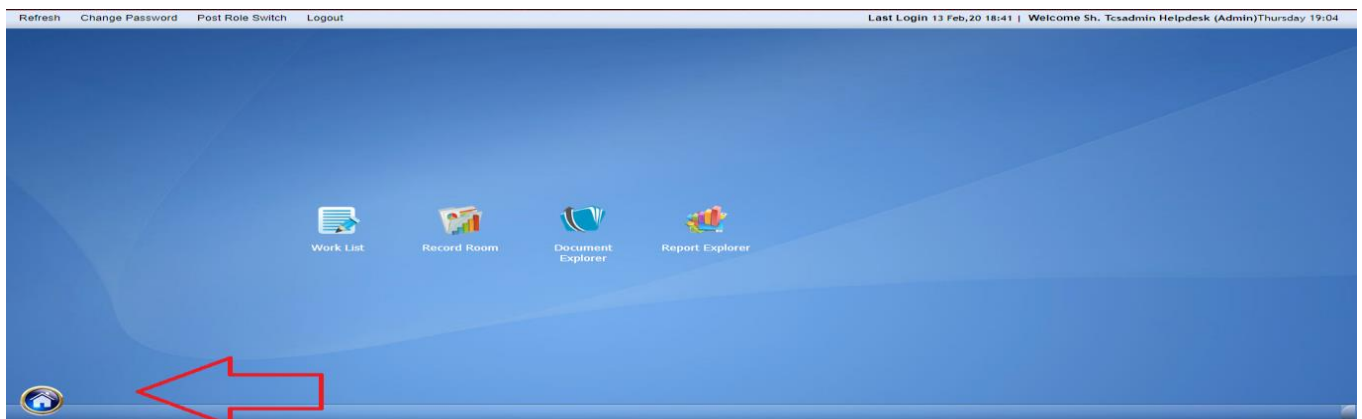 Refresh Change Password Post Role Switch Logout Last Login 13 Feb,20 18:41 | Welcome Sh. Tcsadmin Helpdesk (Admin)Thursday 19:04
Work List Record Room Document Explorer Report Explorer